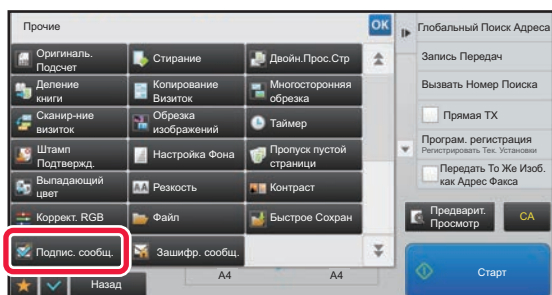 Прочие
OK
Оригиналь.
Подсчет
Стирание
Двойн.Прос.Стр
Деление
книги
Копирование
Визиток
Многосторонняя
обрезка
Сканир-ние
визиток
Обрезка
изображений
Таймер
Штамп
Подтвержд.
Настройка Фона
Пропуск пустой
страници
Выпадающий
цвет
AA Резкость
Контраст
Коррект. RGB
Файл
Быстрое Сохран
Подпис. сообщ.
Зашифр. сообщ.
Назад
A4
A4
Глобальный Поиск Адреса
Запись Передач
Вызвать Номер Поиска
Прямая TX
Програм. регистрация
Регистрировать Тек. Установки
Передать То Же Изоб.
как Адрес Факса
Предварит.
Просмотр
CA
Старт